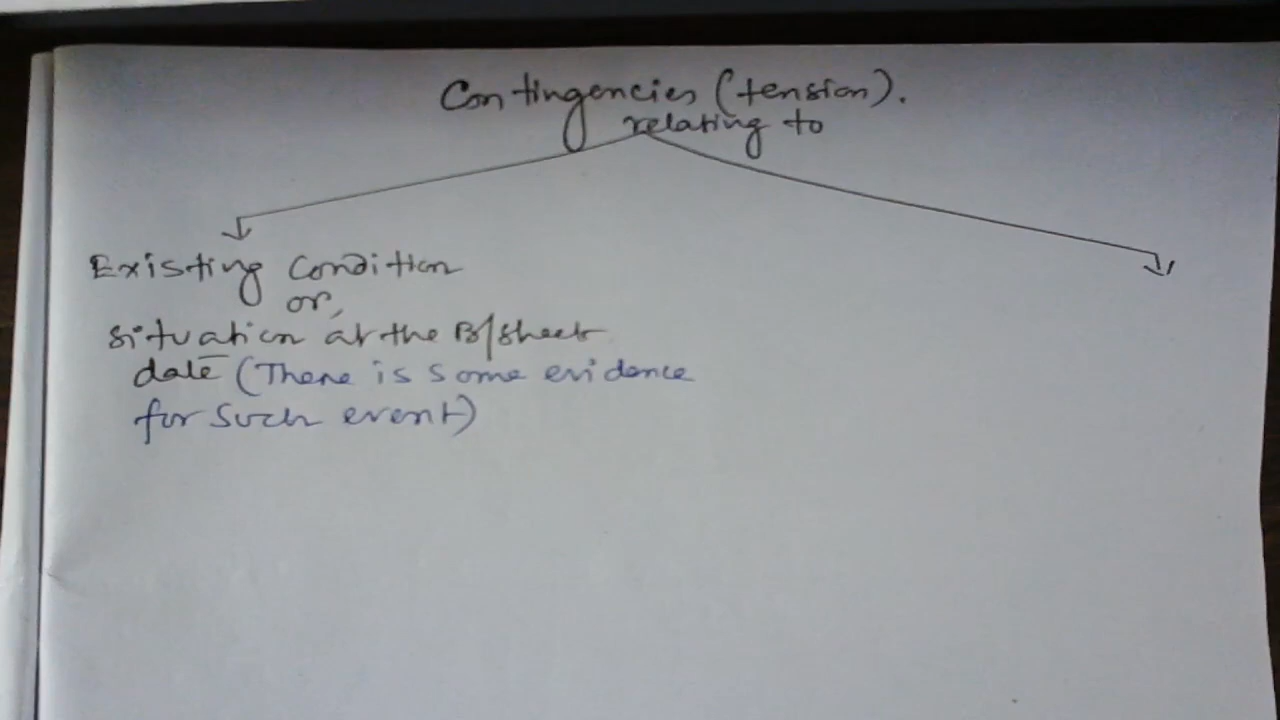 Contingencies (tension).
relating to
Existing Condition
or,
situation at the B/sheet
date (There is some evidence
for such event)